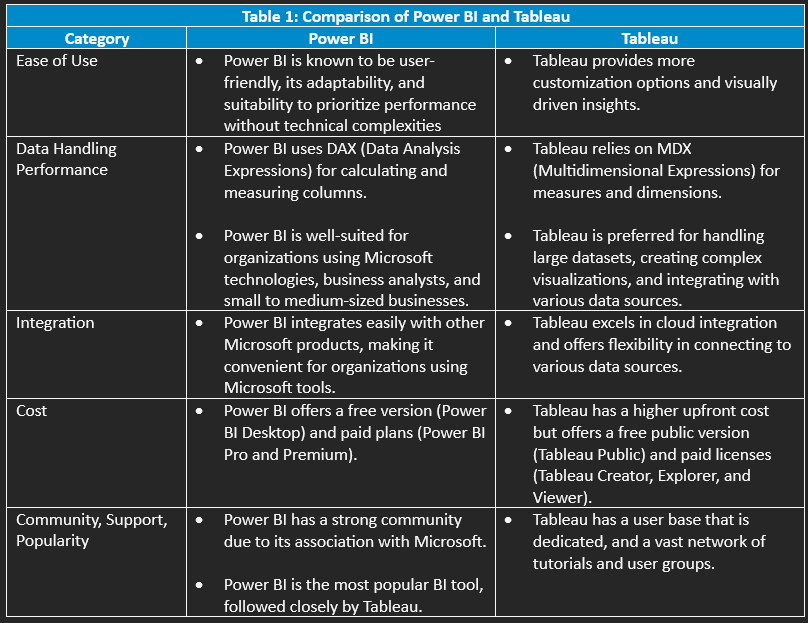 Table 1: Comparison of Power BI and Tableau
Category
Power BI
Tableau
Ease of Use
• Power BI is known to be user-
friendly, its adaptability, and
suitability to prioritize performance
without technical complexities
• Tableau provides more
customization options and visually
driven insights.
Data Handling
Performance
• Power BI uses DAX (Data Analysis
Expressions) for calculating and
measuring columns.
• Power BI is well-suited for
organizations using Microsoft
technologies, business analysts, and
small to medium-sized businesses.
• Tableau relies on MDX
(Multidimensional Expressions) for
measures and dimensions.
• Tableau is preferred for handling
large datasets, creating complex
visualizations, and integrating with
various data sources.
Integration
• Power BI integrates easily with other
Microsoft products, making it
convenient for organizations using
Microsoft tools.
• Tableau excels in cloud integration
and offers flexibility in connecting to
various data sources.
Cost
• Power BI offers a free version (Power
BI Desktop) and paid plans (Power BI
Pro and Premium).
• Tableau has a higher upfront cost
but offers a free public version
(Tableau Public) and paid licenses
(Tableau Creator, Explorer, and
Viewer).
Community, Support,
Popularity
• Power BI has a strong community
due to its association with Microsoft.
• Power BI is the most popular BI tool,
followed closely by Tableau.
• Tableau has a user base that is
dedicated, and a vast network of
tutorials and user groups.